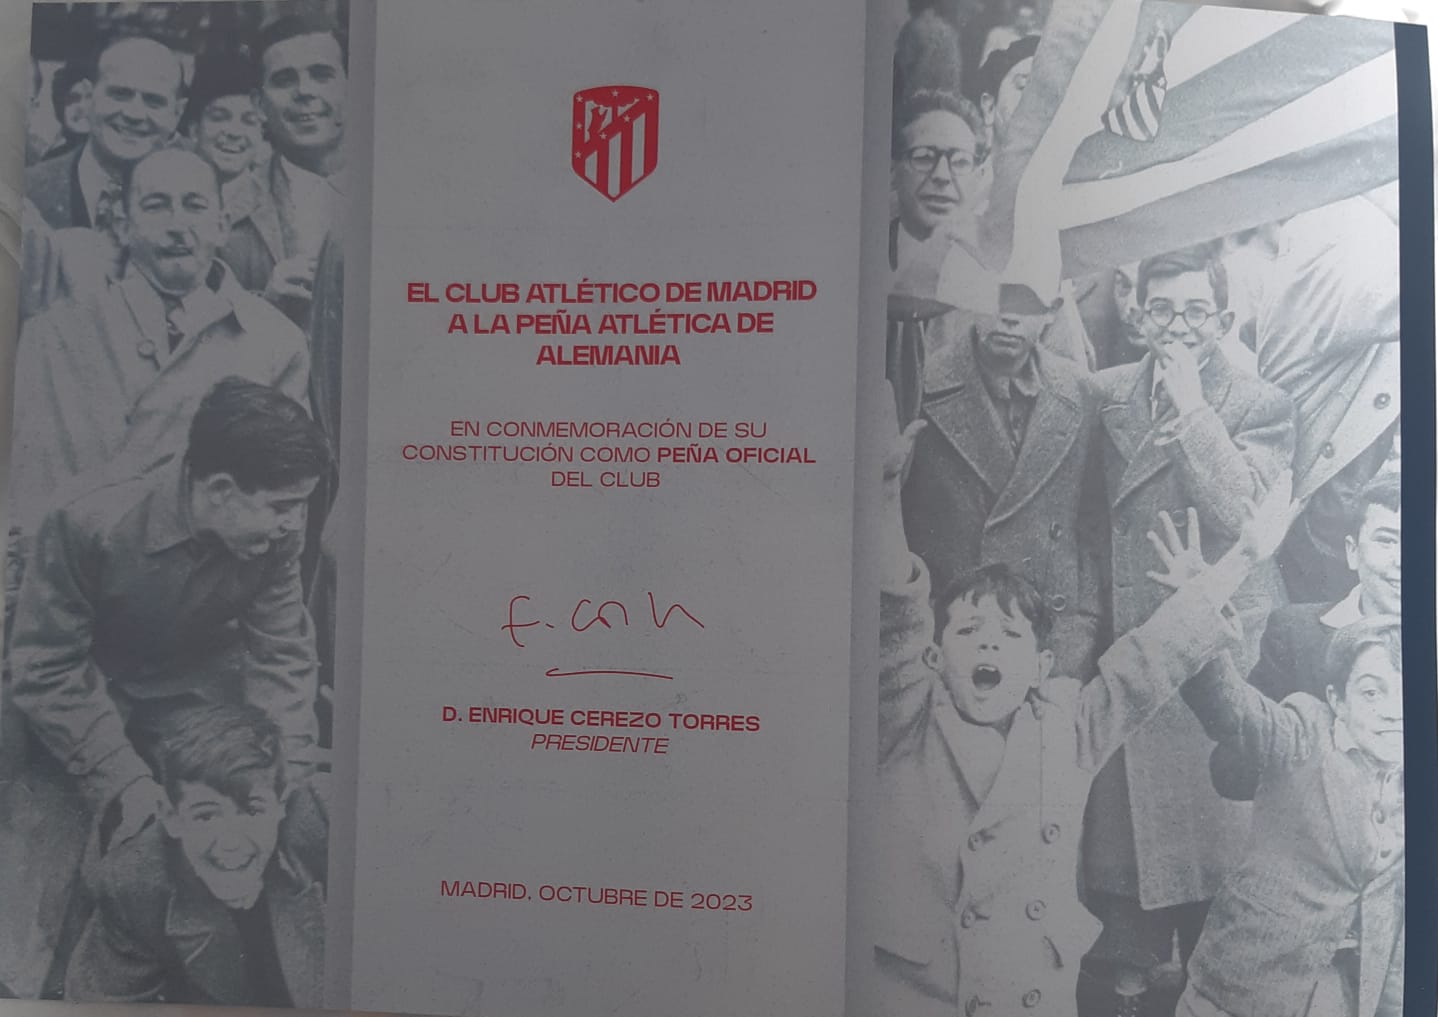 EL CLUB ATLÉTICO DE MADRID
A LA PEÑA ATLÉTICA DE
ALEMANIA
EN CONMEMORACIÓN DE SU
CONSTITUCIÓN COMO PEÑA OFICIAL
DEL CLUB
D. ENRIQUE CEREZO TORRES
PRESIDENTE
MADRID, OCTUBRE DE 2023